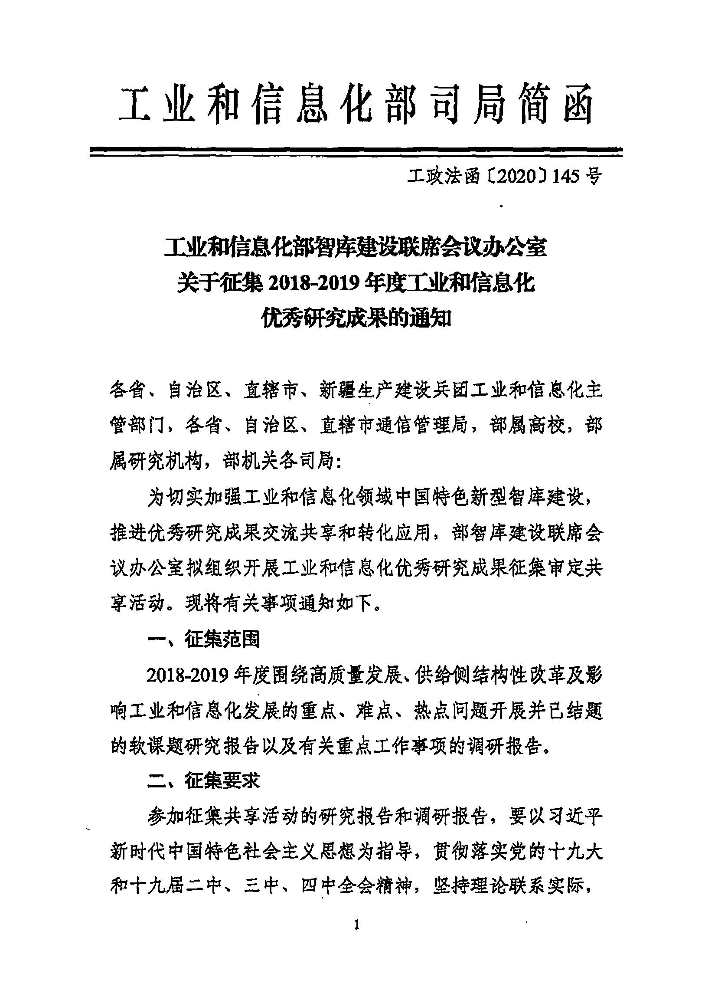 工业和信息化部司局简函
工政法函〔2020〕145 号
工业和信息化部智库建设联席会议办公室
关于征集 2018-2019 年度工业和信息化
优秀研究成果的通知
各省、自治区、直辖市、新疆生产建设兵团工业和信息化主
管部门，各省、自治区、直辖市通信管理局，部属高校，部
属研究机构，部机关各司局：
为切实加强工业和信息化领域中国特色新型智库建设，
推进优秀研究成果交流共享和转化应用，部智库建设联席会
议办公室拟组织开展工业和信息化优秀研究成果征集审定共
享活动。现将有关事项通知如下。
一、征集范围
2018-2019 年度围绕高质量发展、供给侧结构性改革及影
响工业和信息化发展的重点、难点、热点问题开展并已结题
的软课题研究报告以及有关重点工作事项的调研报告。
二、征集要求
参加征集共享活动的研究报告和调研报告，要以习近平
新时代中国特色社会主义思想为指导，贯彻落实党的十九大
和十九届二中、三中、四中全会精神，坚持理论联系实际，
1